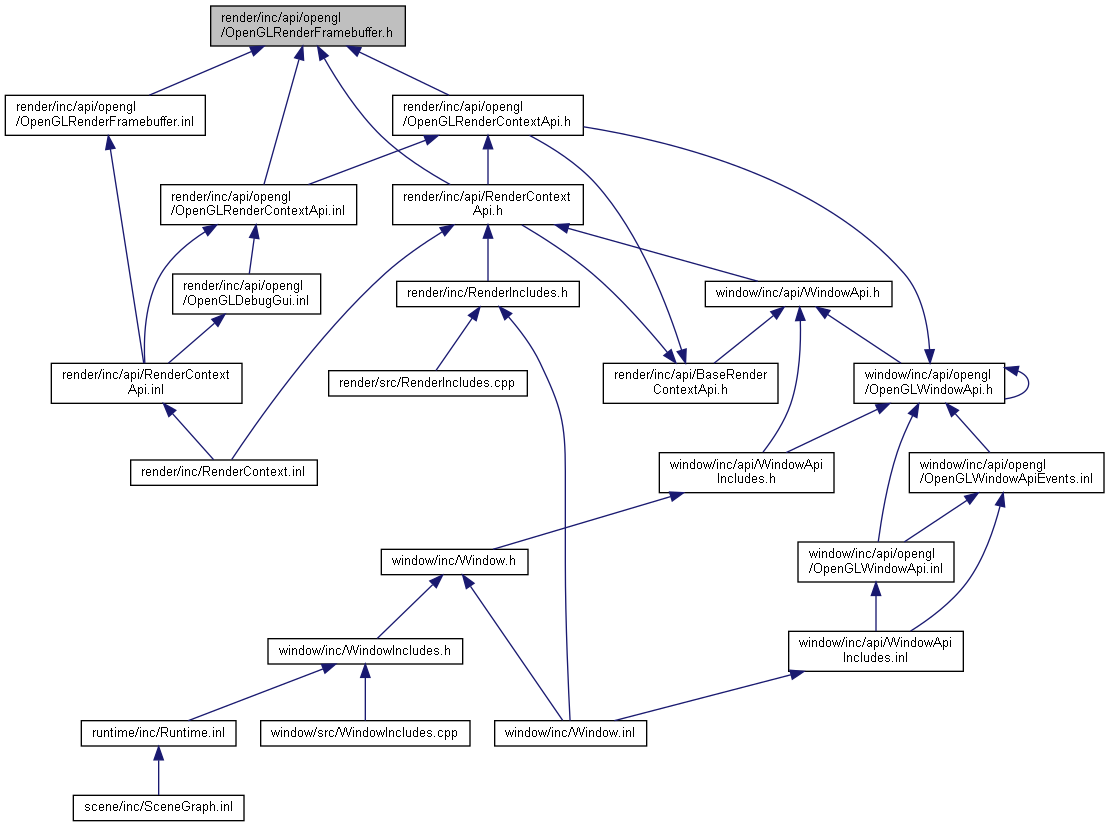 render/inc/api/opengl
/OpenGLRenderFramebuffer.h
render/inc/api/opengl
/OpenGLRenderFramebuffer.inl
render/inc/api/opengl
/OpenGLRenderContextApi.h
render/inc/api/opengl
/OpenGLRenderContextApi.inl
render/inc/api/RenderContext
Api.h
render/inc/api/opengl
/OpenGLDebugGui.inl
render/inc/RenderIncludes.h
window/inc/api/WindowApi.h
render/inc/api/RenderContext
Api.inl
render/src/RenderIncludes.cpp
render/inc/api/BaseRender
ContextApi.h
window/inc/api/opengl
/OpenGLWindowApi.h
render/inc/RenderContext.inl
window/inc/api/WindowApi
Includes.h
window/inc/api/opengl
/OpenGLWindowApiEvents.inl
window/inc/Window.h
window/inc/api/opengl
/OpenGLWindowApi.inl
window/inc/WindowIncludes.h
window/inc/api/WindowApi
Includes.inl
runtime/inc/Runtime.inl
window/src/WindowIncludes.cpp
window/inc/Window.inl
scene/inc/SceneGraph.inl